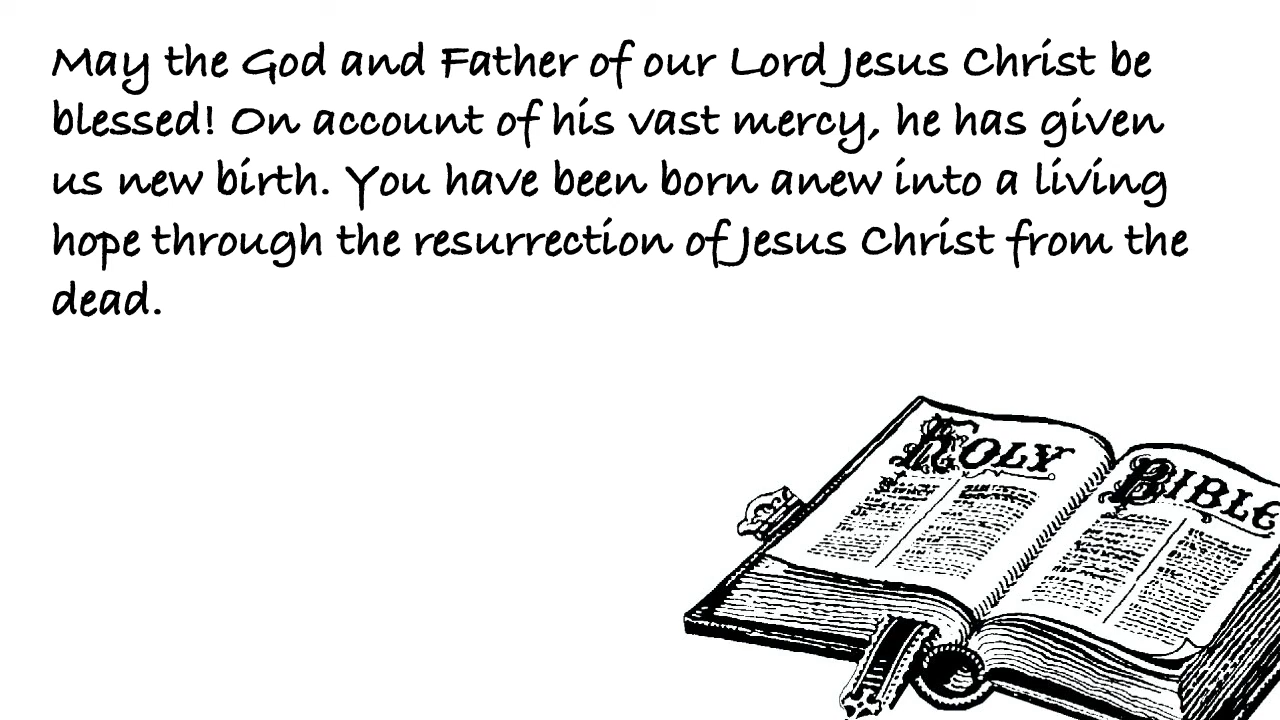 May the God and Father of our Lord Jesus Christ be
blessed! On account of his vast mercy, he has given
us new birth. You have been born anew into a living
hope through the resurrection of Jesus Christ from the
dead.
HOLY BIBLE